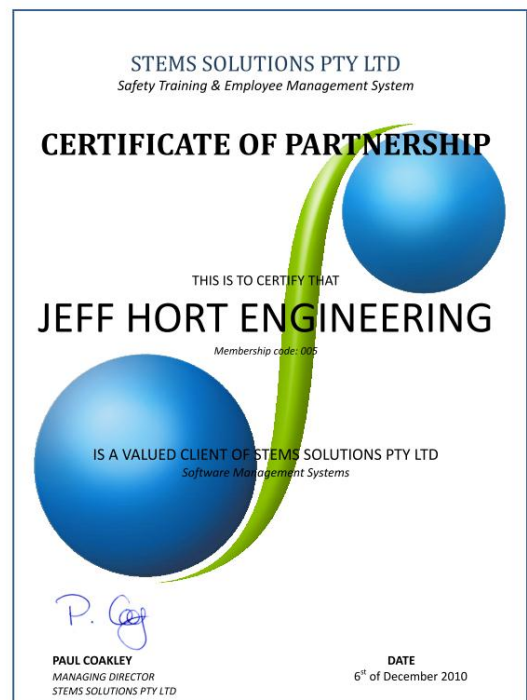 STEMS SOLUTIONS PTY LTD
Safety Training & Employee Management System
CERTIFICATE OF PARTNERSHIP
THIS IS TO CERTIFY THAT
JEFF HORT ENGINEERING
Membership code: 005
IS A VALUED CLIENT OF STEMS SOLUTIONS PTY LTD
Software Management Systems
P. Coay
PAUL COAKLEY
MANAGING DIRECTOR
STEMS SOLUTIONS PTY LTD
DATE
6st of December 2010